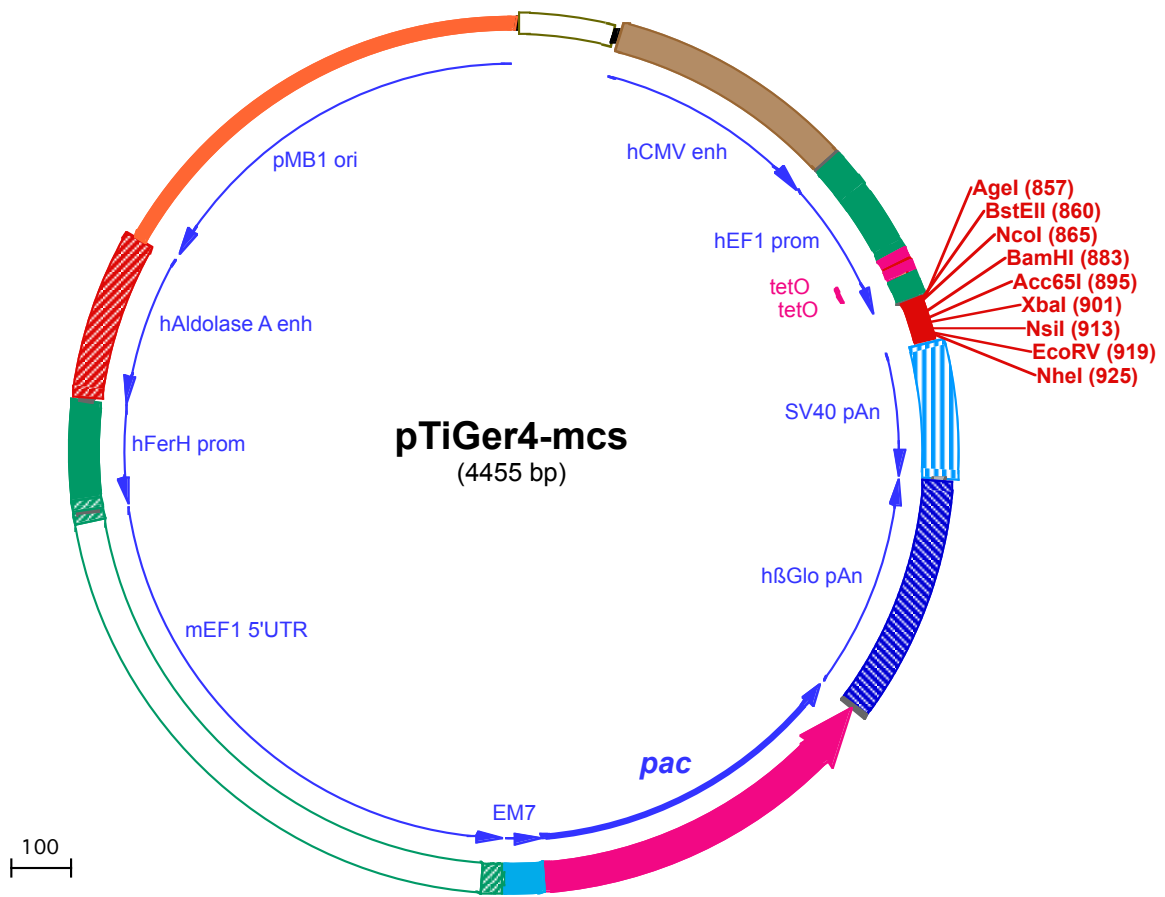 pMB1 ori
hCMV enh
AgeI (857)
BstEII (860)
NcoI (865)
BamHI (883)
Acc65I (895)
XbaI (901)
NsiI (913)
EcoRV (919)
NheI (925)
hEF1 prom
tetO
tetO
hAldolase A enh
SV40 pAn
hFerH prom
pTiGer4-mcs
(4455 bp)
hßGlo pAn
mEF1 5'UTR
pac
EM7
100